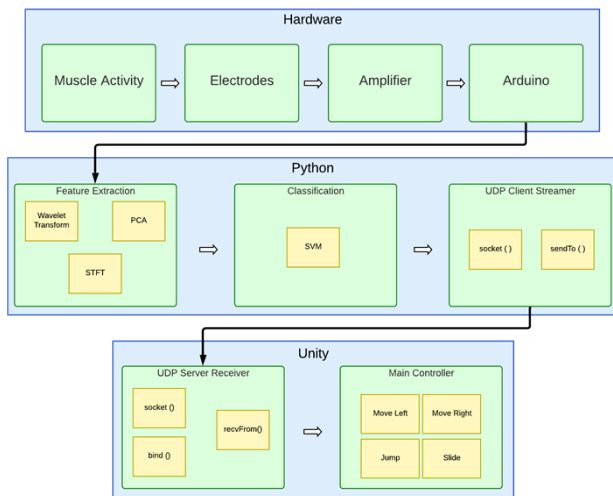 Hardware
Muscle Activity
Electrodes
Amplifier
Arduino
Python
Feature Extraction
Wavelet
Transform
PCA
STFT
Classification
SVM
UDP Client Streamer
socket ( )
sendTo ( )
Unity
UDP Server Receiver
socket ()
recvFrom()
bind ()
Main Controller
Move Left
Move Right
Jump
Slide